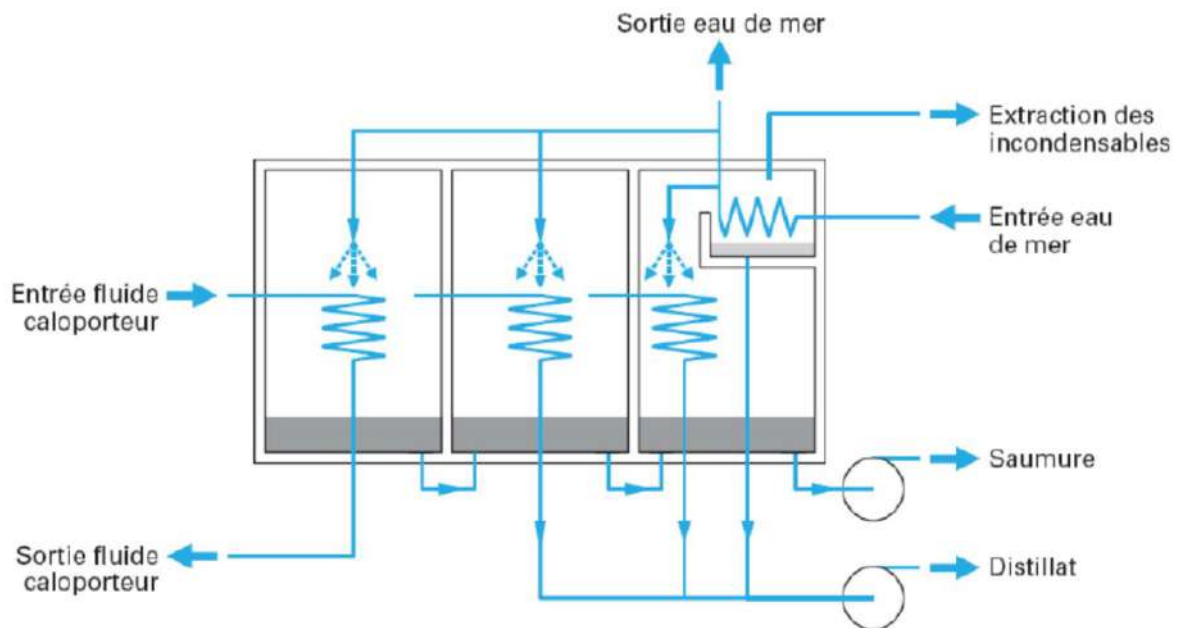 Sortie eau de mer
Extraction des
incondensables
Entrée eau
de mer
Entrée fluide
caloporteur
Saumure
Sortie fluide
caloporteur
Distillat